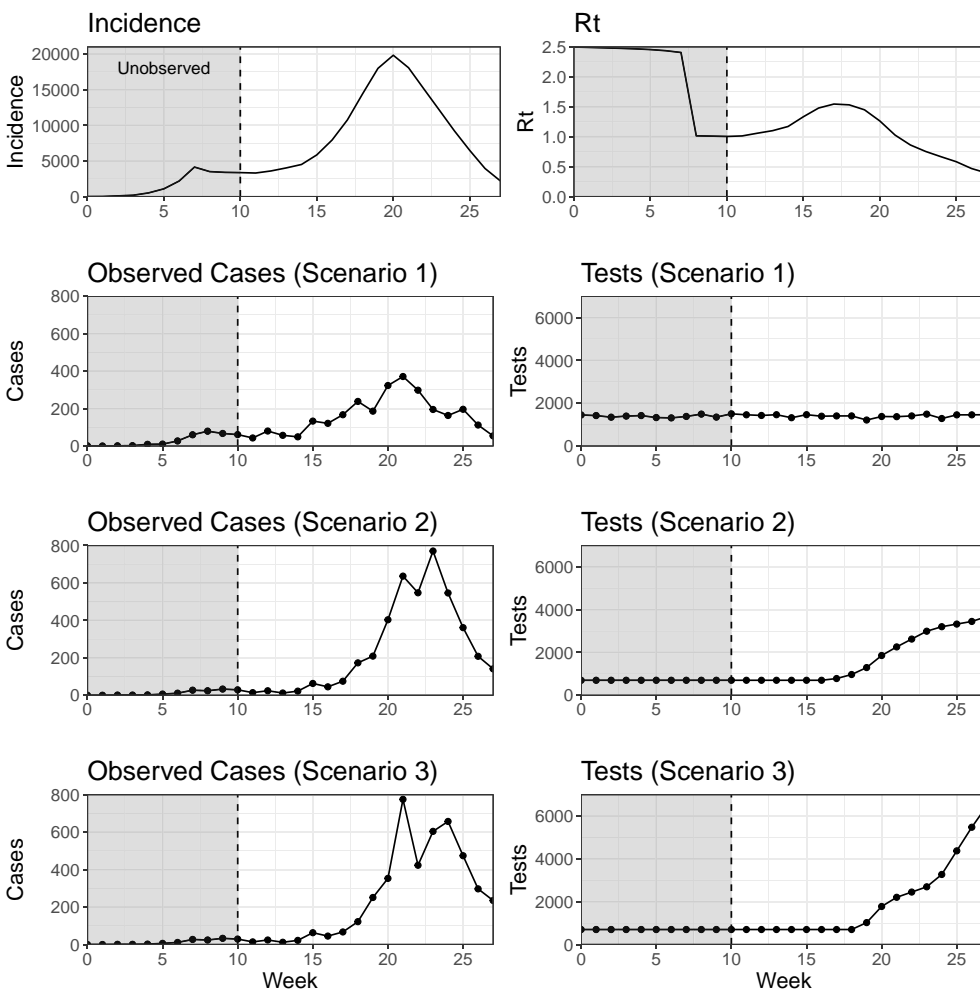 Incidence
Incidence
20000
15000
10000
5000
0
Unobserved
0 5 10 15 20 25
Rt
Rt
2.5
2.0
1.5
1.0
0.5
0.0
0 5 10 15 20 25
Observed Cases (Scenario 1)
Cases
800
600
400
200
0
0 5 10 15 20 25
Tests (Scenario 1)
Tests
6000
4000
2000
0
0 5 10 15 20 25
Observed Cases (Scenario 2)
Cases
800
600
400
200
0
0 5 10 15 20 25
Tests (Scenario 2)
Tests
6000
4000
2000
0
0 5 10 15 20 25
Observed Cases (Scenario 3)
Cases
800
600
400
200
0
0 5 10 15 20 25
Week
Tests (Scenario 3)
Tests
6000
4000
2000
0
0 5 10 15 20 25
Week